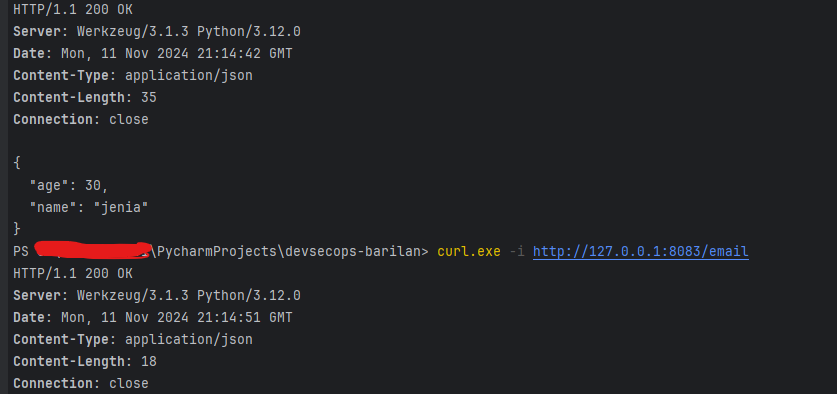 HTTP/1.1 200 OK
Server: Werkzeug/3.1.3 Python/3.12.0
Date: Mon, 11 Nov 2024 21:14:42 GMT
Content-Type: application/json
Content-Length: 35
Connection: close
{
  "age": 30,
  "name": "jenia"
}
PS \PycharmProjects\devsecops-barilan> curl.exe -i http://127.0.0.1:8083/email
HTTP/1.1 200 OK
Server: Werkzeug/3.1.3 Python/3.12.0
Date: Mon, 11 Nov 2024 21:14:51 GMT
Content-Type: application/json
Content-Length: 18
Connection: close